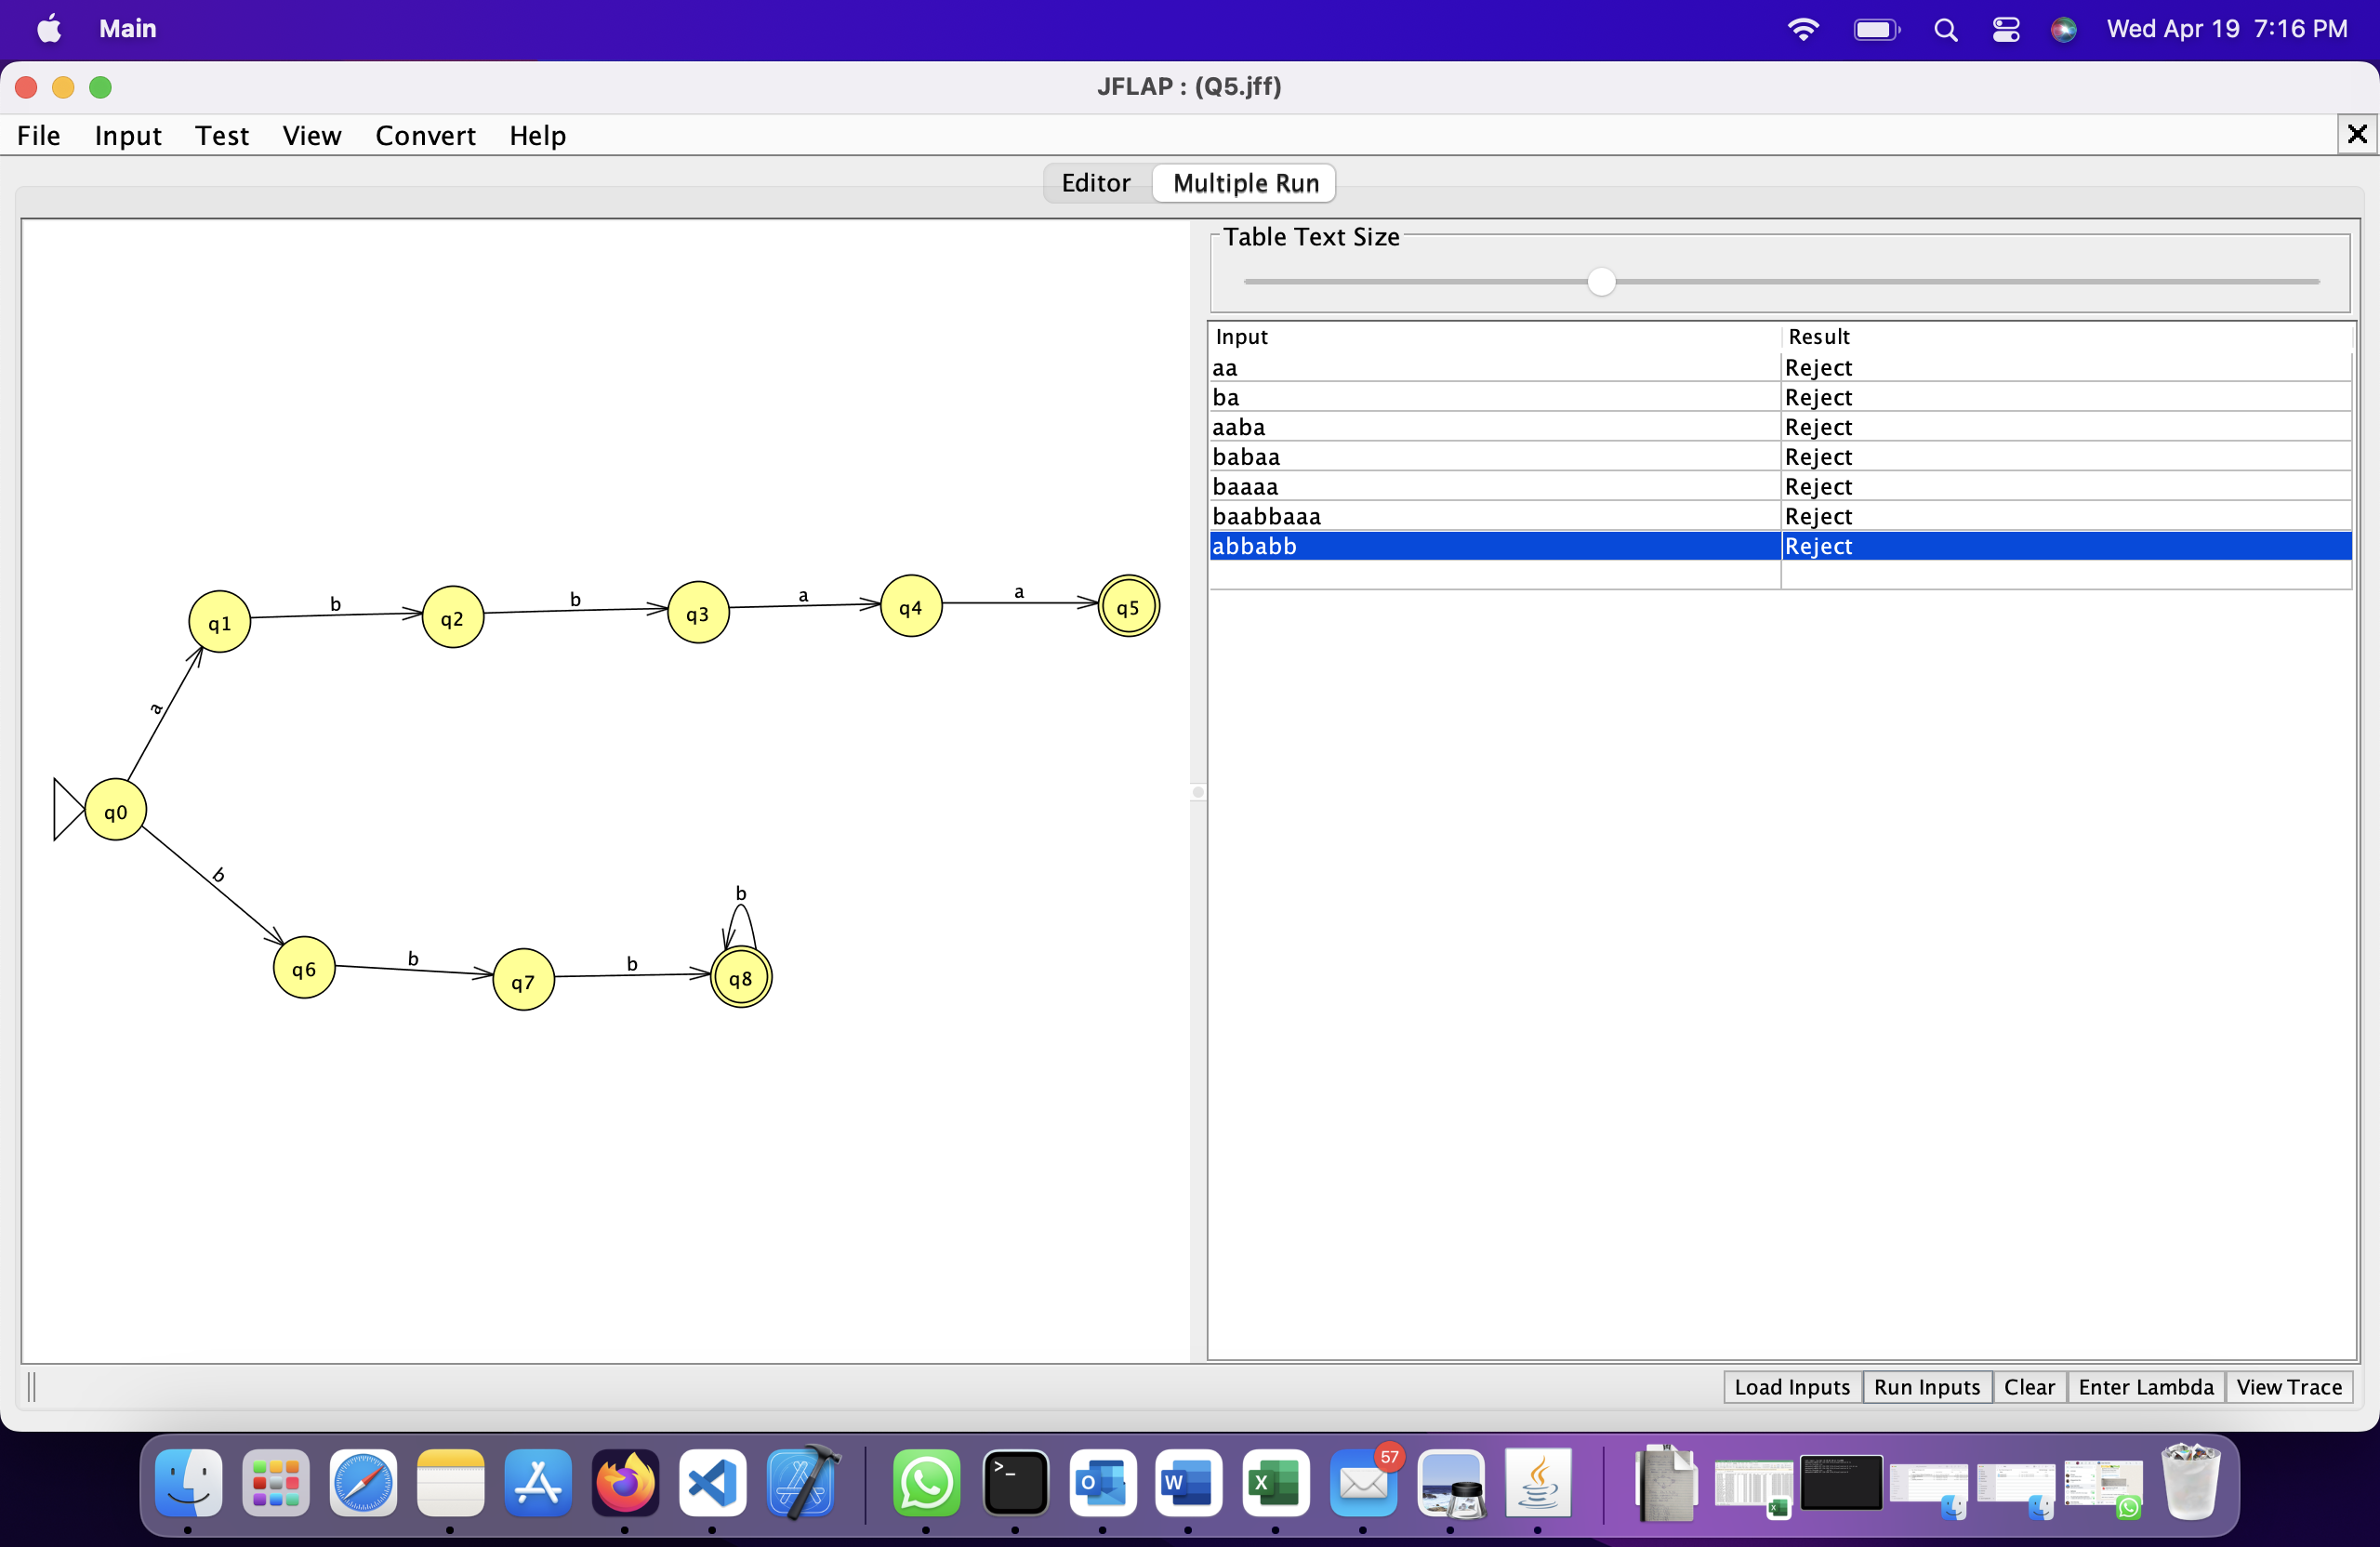 Main
Wed Apr 19 7:16 PM
JFLAP : (Q5.jff)
File Input Test View Convert Help
Editor Multiple Run
Table Text Size
Input Result
aa Reject
ba Reject
aaba Reject
babaa Reject
baaaa Reject
baabbaaa Reject
abbabb Reject
q1 b q2 b q3 a q4 a q5
a
q0
b
b
q6 b q7 b q8
Load Inputs Run Inputs Clear Enter Lambda View Trace
57
>_
O
W
X